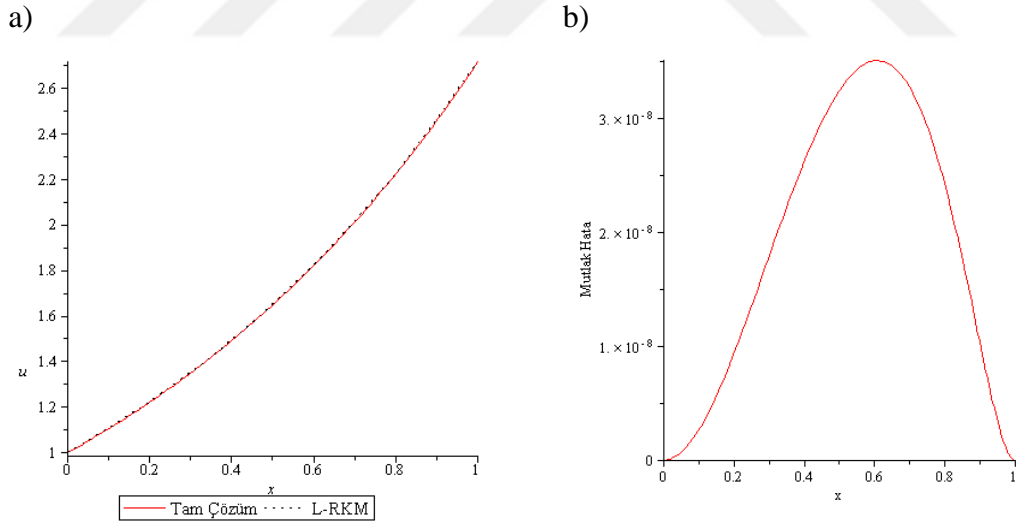 a)
2.6
2.4
2.2
2
1.8
1.6
1.4
u
1.2
1
0 0.2 0.4 0.6 0.8 1
x
Tam Çözüm L-RKM
b)
3. × 10⁻⁸
2. × 10⁻⁸
Mutlak Hata
1. × 10⁻⁸
0
0 0.2 0.4 0.6 0.8 1
x